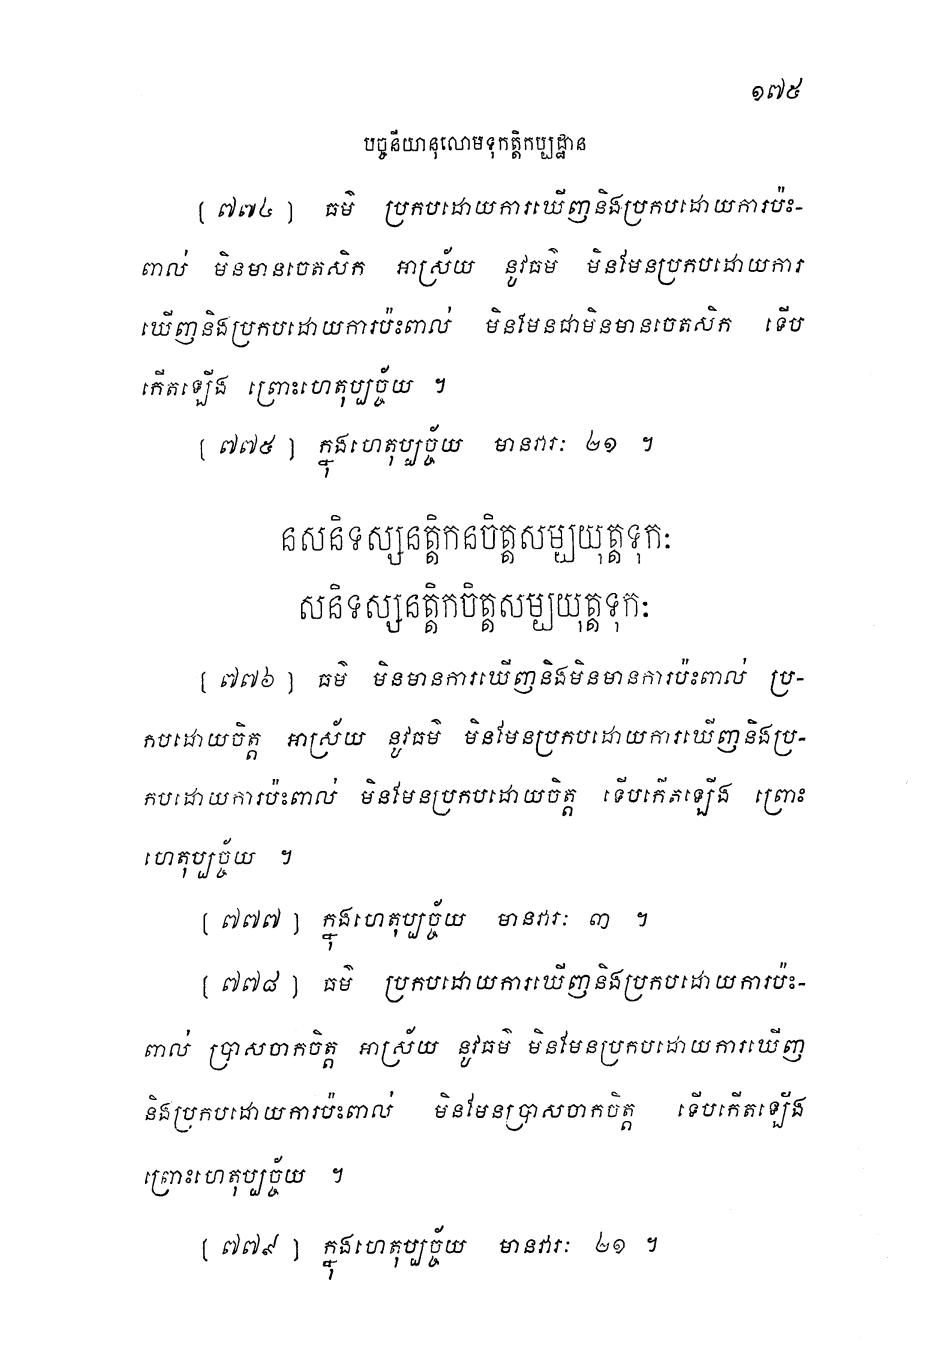 ១៧៥
បច្ចនីយានុលោមទុកត្តិកប្បដ្ឋាន
[ ៧៧៤ ] ធម៌ ប្រកបដោយការឃើញនិងប្រកបដោយការប៉ះ-
ពាល់ មិនមានចេតសិក អាស្រ័យ នូវធម៌ មិនមែនប្រកបដោយការ
ឃើញនិងប្រកបដោយការប៉ះពាល់ មិនមែនជាមិនមានចេតសិក ទើប
កើតឡើង ព្រោះហេតុប្បច្ច័យ ។
[ ៧៧៥ ] ក្នុងហេតុប្បច្ច័យ មានវារៈ ២១ ។
នសនិទស្សនត្តិកនចិត្តសម្បយុត្តទុកៈ
សនិទស្សនត្តិកចិត្តសម្បយុត្តទុកៈ
[ ៧៧៦ ] ធម៌ មិនមានការឃើញនិងមិនមានការប៉ះពាល់ ប្រ-
កបដោយចិត្ត អាស្រ័យ នូវធម៌ មិនមែនប្រកបដោយការឃើញនិងប្រ-
កបដោយការប៉ះពាល់ មិនមែនប្រកបដោយចិត្ត ទើបកើតឡើង ព្រោះ
ហេតុប្បច្ច័យ ។
[ ៧៧៧ ] ក្នុងហេតុប្បច្ច័យ មានវារៈ ៣ ។
[ ៧៧៨ ] ធម៌ ប្រកបដោយការឃើញនិងប្រកបដោយការប៉ះ-
ពាល់ ប្រាសចាកចិត្ត អាស្រ័យ នូវធម៌ មិនមែនប្រកបដោយការឃើញ
និងប្រកបដោយការប៉ះពាល់ មិនមែនប្រាសចាកចិត្ត ទើបកើតឡើង
ព្រោះហេតុប្បច្ច័យ ។
[ ៧៧៩ ] ក្នុងហេតុប្បច្ច័យ មានវារៈ ២១ ។